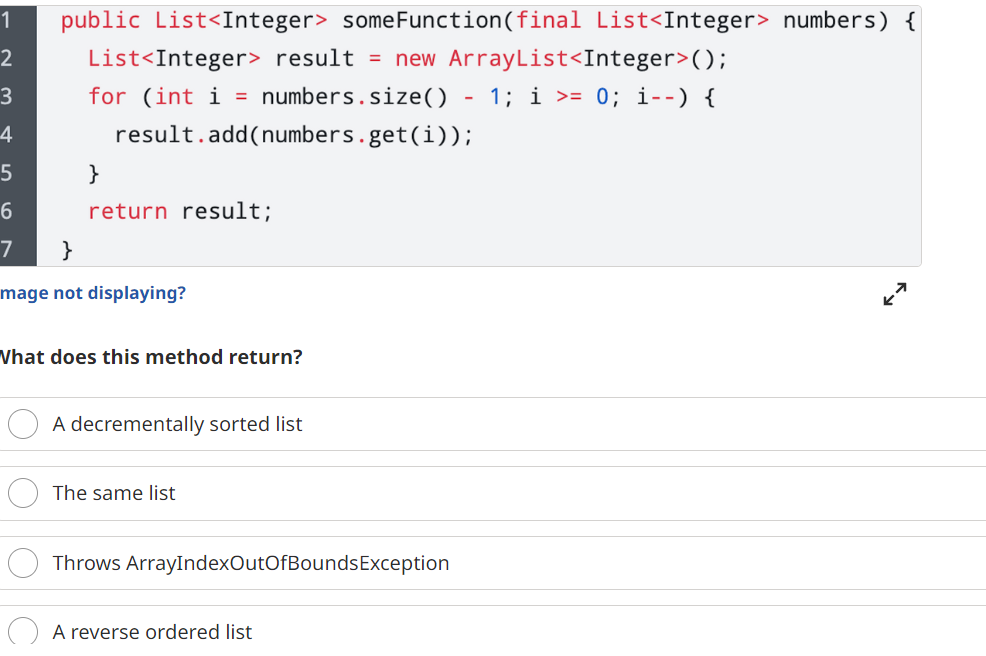 1 public List<Integer> someFunction(final List<Integer> numbers) {
2 List<Integer> result = new ArrayList<Integer>();
3 for (int i = numbers.size() - 1; i >= 0; i--) {
4 result.add(numbers.get(i));
5 }
6 return result;
7 }
mage not displaying?
What does this method return?
A decrementally sorted list
The same list
Throws ArrayIndexOutOfBoundsException
A reverse ordered list